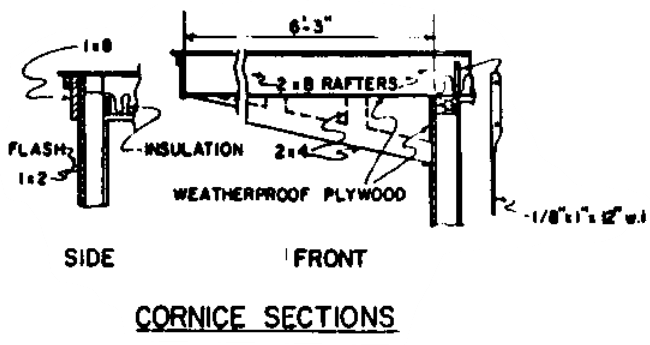 6'-3"
1x8
2x8 RAFTERS
FLASH
INSULATION
1x2
2x4
WEATHERPROOF PLYWOOD
1/8"x1"x12" w.i
SIDE
FRONT
CORNICE SECTIONS